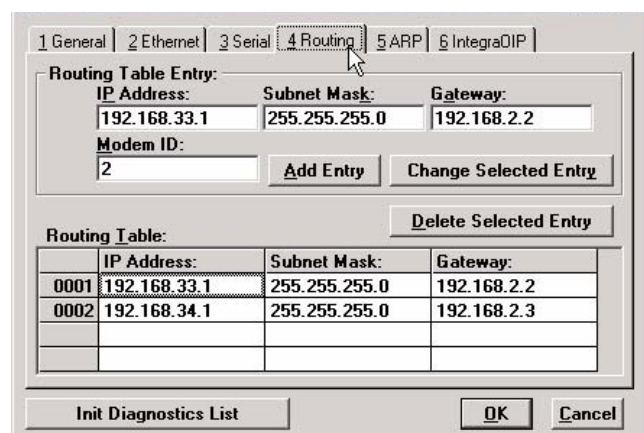 1 General 2 Ethernet 3 Serial 4 Routing 5 ARP 6 IntegraOIP
Routing Table Entry:
IP Address: Subnet Mask: Gateway:
192.168.33.1 255.255.255.0 192.168.2.2
Modem ID:
2 Add Entry Change Selected Entry
Delete Selected Entry
Routing Table:
IP Address: Subnet Mask: Gateway:
0001 192.168.33.1 255.255.255.0 192.168.2.2
0002 192.168.34.1 255.255.255.0 192.168.2.3
Init Diagnostics List OK Cancel